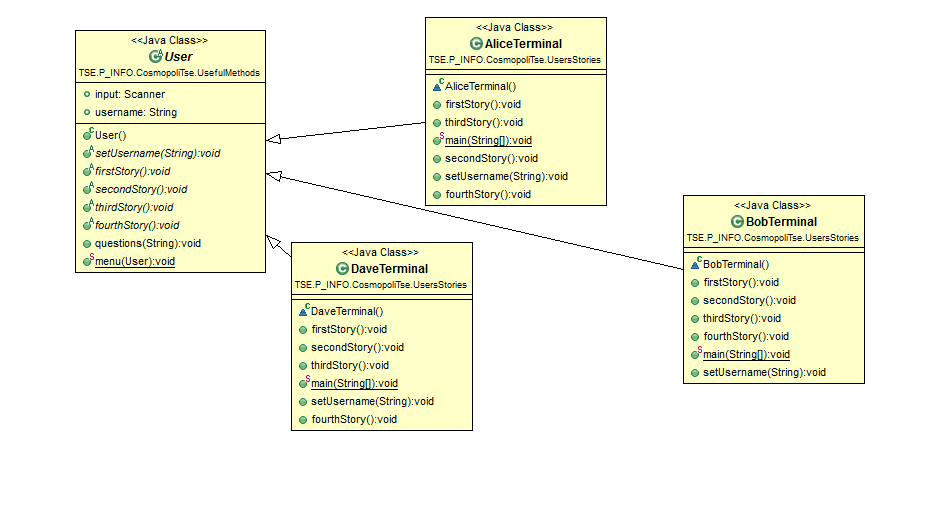 <<Java Class>>
User
TSE.P_INFO.CosmopoliTse.UsefulMethods
input: Scanner
username: String
User()
setUsername(String):void
firstStory():void
secondStory():void
thirdStory():void
fourthStory():void
questions(String):void
menu(User):void
<<Java Class>>
AliceTerminal
TSE.P_INFO.CosmopoliTse.UsersStories
AliceTerminal()
firstStory():void
thirdStory():void
main(String[]):void
secondStory():void
setUsername(String):void
fourthStory():void
<<Java Class>>
DaveTerminal
TSE.P_INFO.CosmopoliTse.UsersStories
DaveTerminal()
firstStory():void
secondStory():void
thirdStory():void
main(String[]):void
setUsername(String):void
fourthStory():void
<<Java Class>>
BobTerminal
TSE.P_INFO.CosmopoliTse.UsersStories
BobTerminal()
firstStory():void
secondStory():void
thirdStory():void
fourthStory():void
main(String[]):void
setUsername(String):void